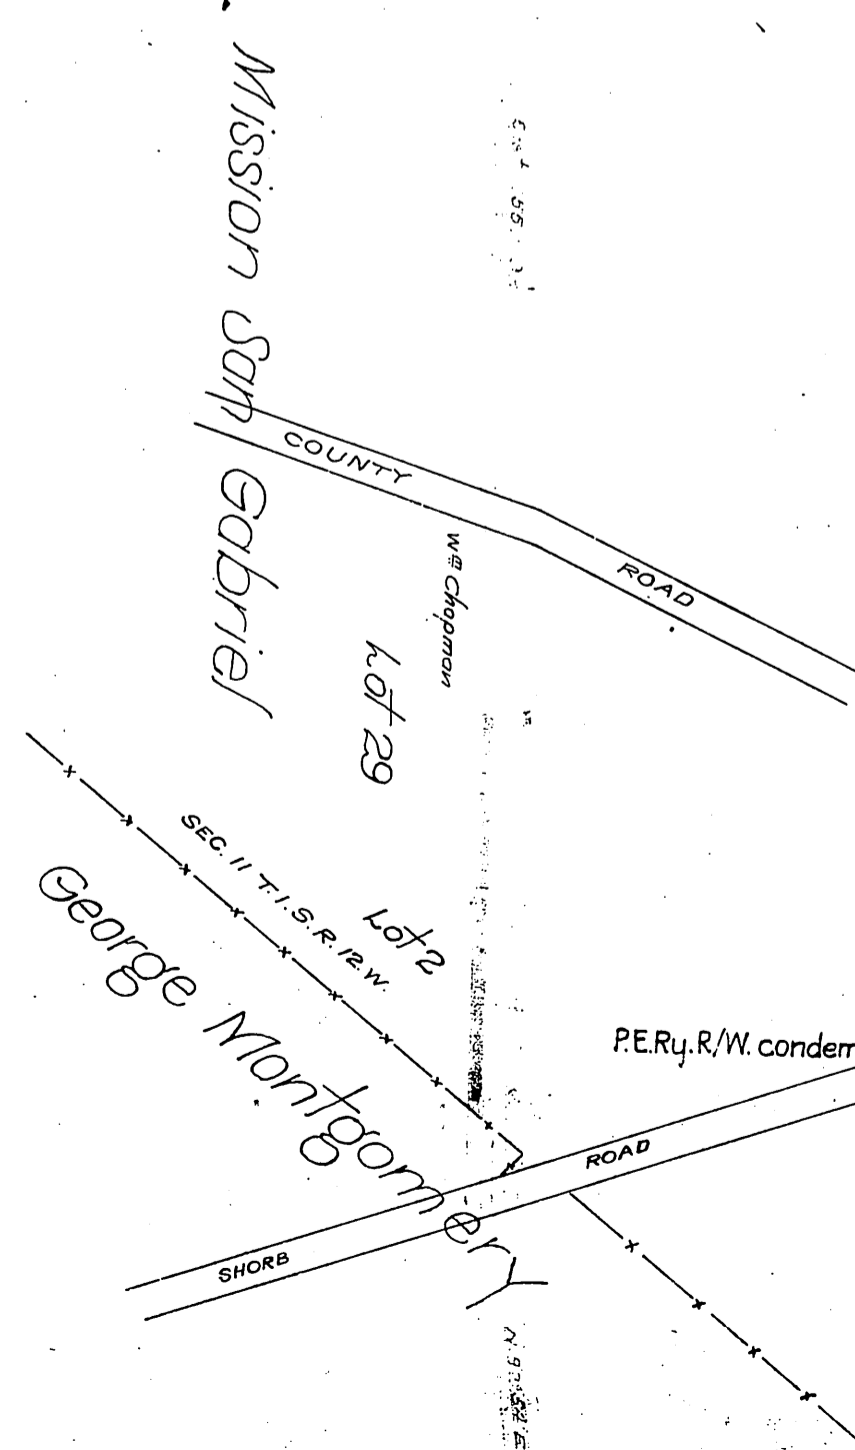 Mission San Gabriel
COUNTY ROAD
Wm Chapman
Lot 29
SEC. 11 T.1.S.R.12.W.
Lot 2
George Montgomery
P.E.Ry.R/W. condem
SHORB ROAD